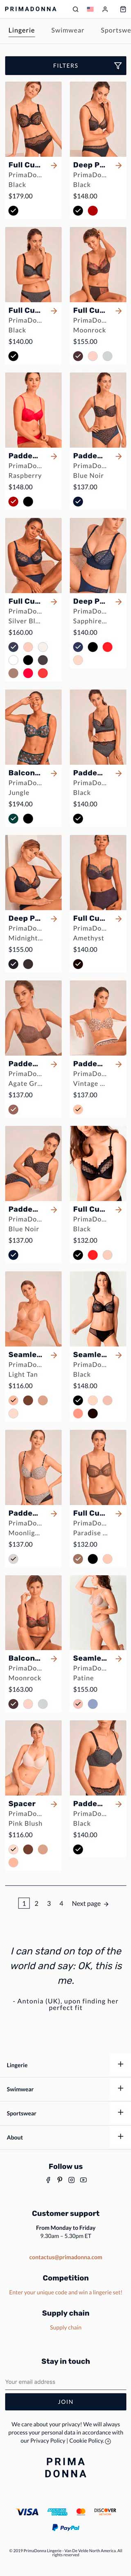 PRIMADONNA
Lingerie Swimwear Sportswe
FILTERS
Full Cu... Deep P...
PrimaDo... PrimaDo...
Black Black
$179.00 $148.00
Full Cu... Full Cu...
PrimaDo... PrimaDo...
Black Moonrock
$140.00 $155.00
Padde... Padde...
PrimaDo... PrimaDo...
Raspberry Blue Noir
$148.00 $137.00
Full Cu... Deep P...
PrimaDo... PrimaDo...
Silver Bl... Sapphire...
$160.00 $140.00
Balcon... Padde...
PrimaDo... PrimaDo...
Jungle Black
$194.00 $140.00
Deep P... Full Cu...
PrimaDo... PrimaDo...
Midnight... Amethyst
$155.00 $140.00
Padde... Padde...
PrimaDo... PrimaDo...
Agate Gr... Vintage ...
$137.00 $137.00
Padde... Full Cu...
PrimaDo... PrimaDo...
Blue Noir Black
$137.00 $132.00
Seamle... Seamle...
PrimaDo... PrimaDo...
Light Tan Black
$116.00 $148.00
Padde... Full Cu...
PrimaDo... PrimaDo...
Moonlig... Paradise ...
$137.00 $132.00
Balcon... Seamle...
PrimaDo... PrimaDo...
Moonrock Patine
$163.00 $155.00
Spacer Padde...
PrimaDo... PrimaDo...
Pink Blush Black
$116.00 $140.00
1 2 3 4 Next page
I can stand on top of the
world and say: OK, this is
me.
- Antonia (UK), upon finding her
perfect fit
Lingerie
Swimwear
Sportswear
About
Follow us
Customer support
From Monday to Friday
9.30am – 5.30pm ET
contactus@primadonna.com
Competition
Enter your unique code and win a lingerie set!
Supply chain
Supply chain
Stay in touch
Your email address
JOIN
We care about your privacy! We will always
process your personal data in accordance with
our Privacy Policy | Cookie Policy.
PRIMA
DONNA
VISA AMERICAN EXPRESS DISCOVER
PayPal
© 2019 PrimaDonna Lingerie - Van De Velde North America. All
rights reserved